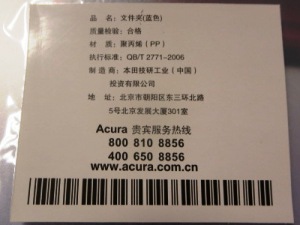 品 名：文件夹(蓝色)
质量检验：合格
材 质：聚丙烯（PP）
执行标准：QB/T 2771-2006
制 造 商：本田技研工业（中国）
投资有限公司
地 址：北京市朝阳区东三环北路
5号北京发展大厦301室
Acura 贵宾服务热线
800 810 8856
400 650 8856
www.acura.com.cn